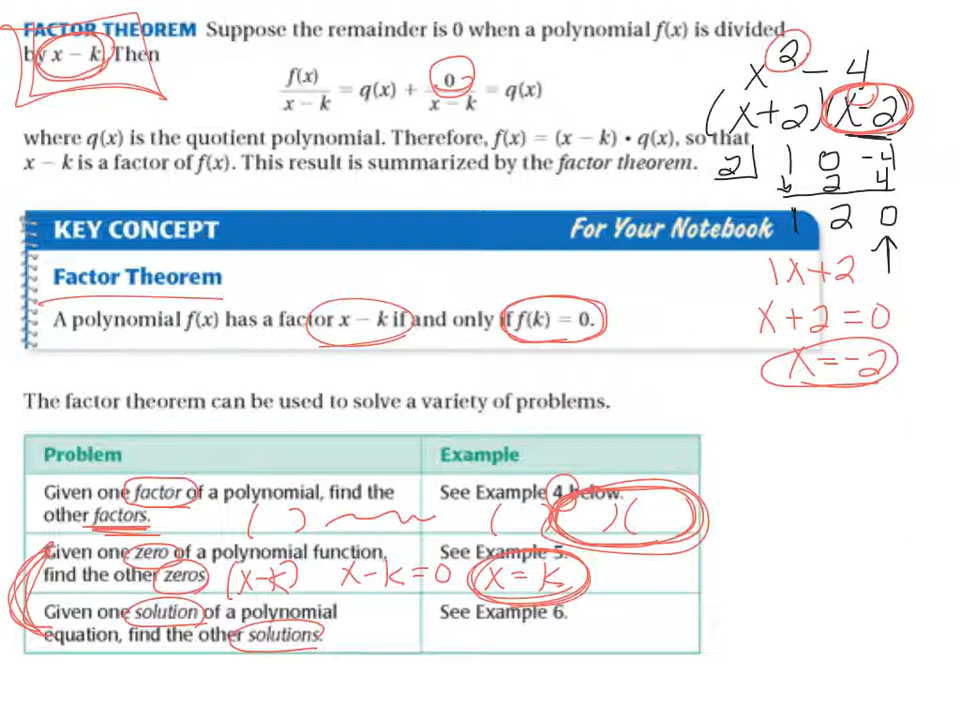 FACTOR THEOREM Suppose the remainder is 0 when a polynomial f(x) is divided
by x − k. Then
f(x)/(x − k) = q(x) + 0/(x − k) = q(x)
where q(x) is the quotient polynomial. Therefore, f(x) = (x − k) • q(x), so that
x − k is a factor of f(x). This result is summarized by the factor theorem.
x² − 4
(x+2)(x−2)
2| 1 0 −4
2 4
1 2 0
1x+2
x+2=0
x=−2
KEY CONCEPT For Your Notebook
Factor Theorem
A polynomial f(x) has a factor x − k if and only if f(k) = 0.
The factor theorem can be used to solve a variety of problems.
Problem Example
Given one factor of a polynomial, find the See Example 4 below.
other factors. ( ) ( ) ( )
Given one zero of a polynomial function, See Example 5.
find the other zeros. (x−k) x−k=0 x=k
Given one solution of a polynomial See Example 6.
equation, find the other solutions.